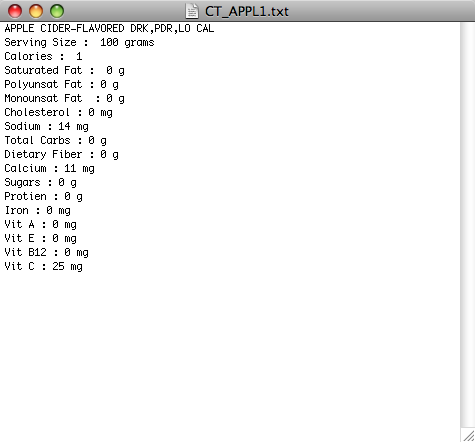 CT_APPL1.txt
APPLE CIDER-FLAVORED DRK,PDR,LO CAL
Serving Size :  100 grams
Calories :  1
Saturated Fat :  0 g
Polyunsat Fat : 0 g
Monounsat Fat  : 0 g
Cholesterol : 0 mg
Sodium : 14 mg
Total Carbs : 0 g
Dietary Fiber : 0 g
Calcium : 11 mg
Sugars : 0 g
Protien : 0 g
Iron : 0 mg
Vit A : 0 mg
Vit E : 0 mg
Vit B12 : 0 mg
Vit C : 25 mg